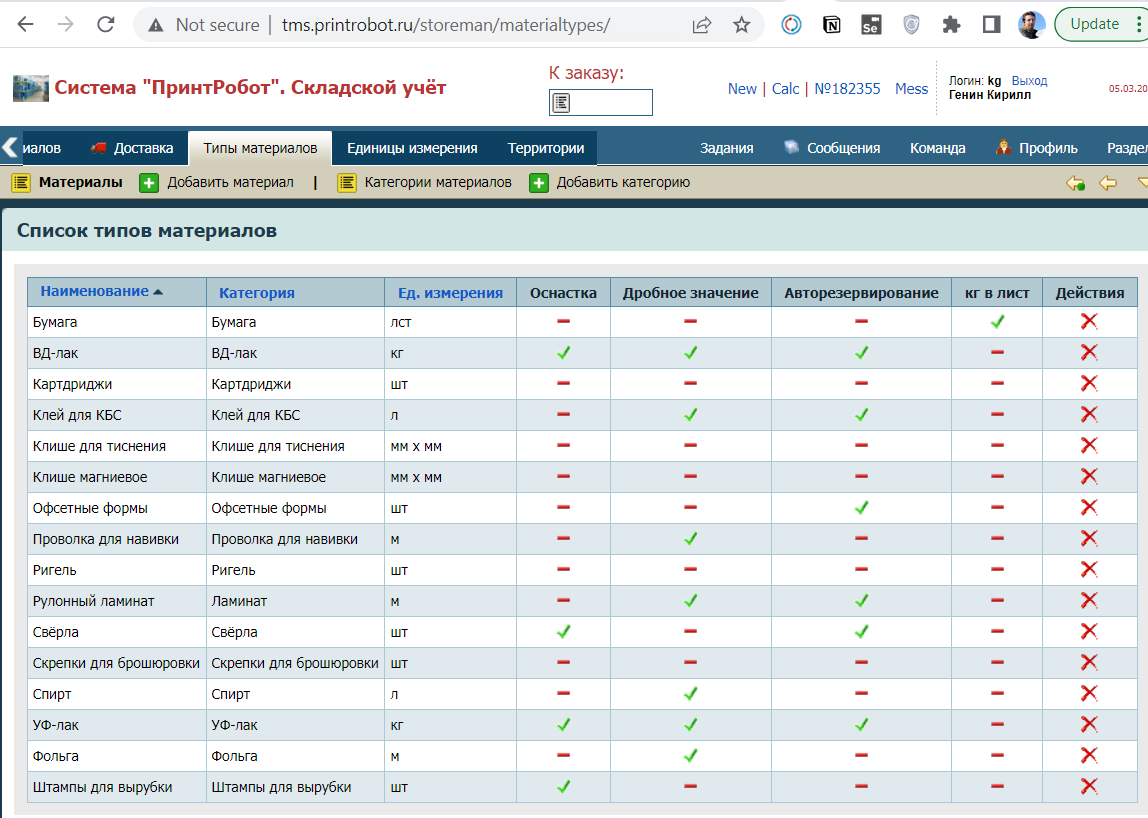 Not secure | tms.printrobot.ru/storeman/materialtypes/ Update
Система "ПринтРобот". Складской учёт
К заказу:
New | Calc | №182355 Mess
Логин: kg Выход
Генин Кирилл
05.03.20
иалов Доставка Типы материалов Единицы измерения Территории Задания Сообщения Команда Профиль Раздел
Материалы Добавить материал | Категории материалов Добавить категорию
Список типов материалов
Наименование Категория Ед. измерения Оснастка Дробное значение Авторезервирование кг в лист Действия
Бумага Бумага лст
ВД-лак ВД-лак кг
Картдриджи Картдриджи шт
Клей для КБС Клей для КБС л
Клише для тиснения Клише для тиснения мм x мм
Клише магниевое Клише магниевое мм x мм
Офсетные формы Офсетные формы шт
Проволка для навивки Проволка для навивки м
Ригель Ригель шт
Рулонный ламинат Ламинат м
Свёрла Свёрла шт
Скрепки для брошюровки Скрепки для брошюровки шт
Спирт Спирт л
УФ-лак УФ-лак кг
Фольга Фольга м
Штампы для вырубки Штампы для вырубки шт